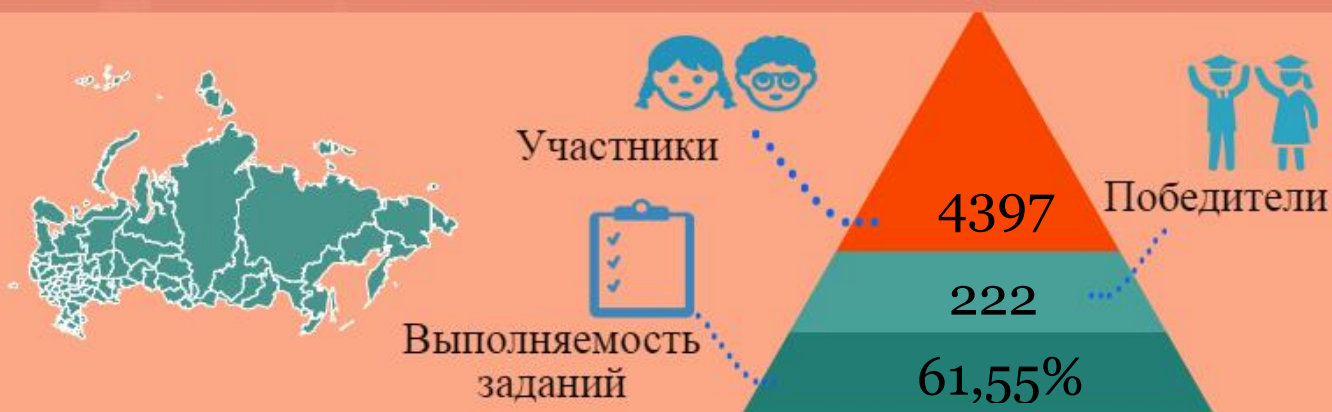 Участники
4397
Победители
222
Выполняемость
заданий
61,55%